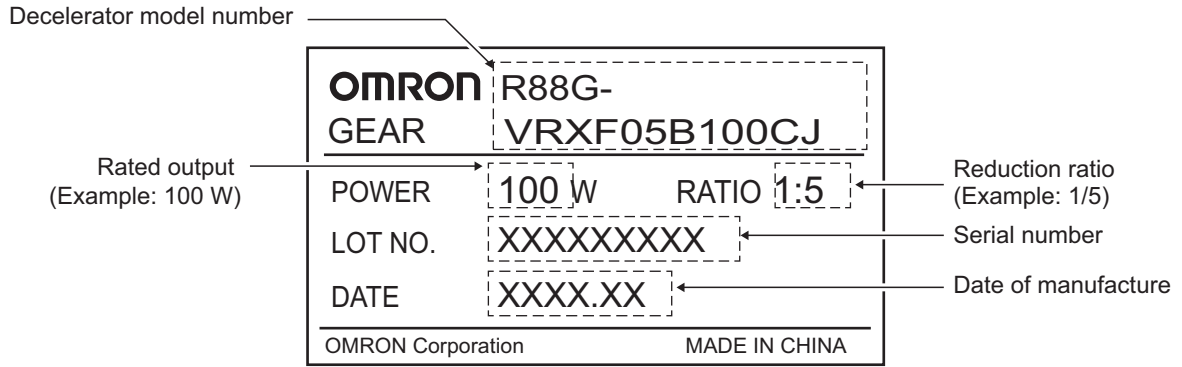 Decelerator model number
OMRON R88G-
GEAR VRXF05B100CJ
Rated output
(Example: 100 W)
POWER 100 W RATIO 1:5
Reduction ratio
(Example: 1/5)
LOT NO. XXXXXXXXX
Serial number
DATE XXXX.XX
Date of manufacture
OMRON Corporation MADE IN CHINA